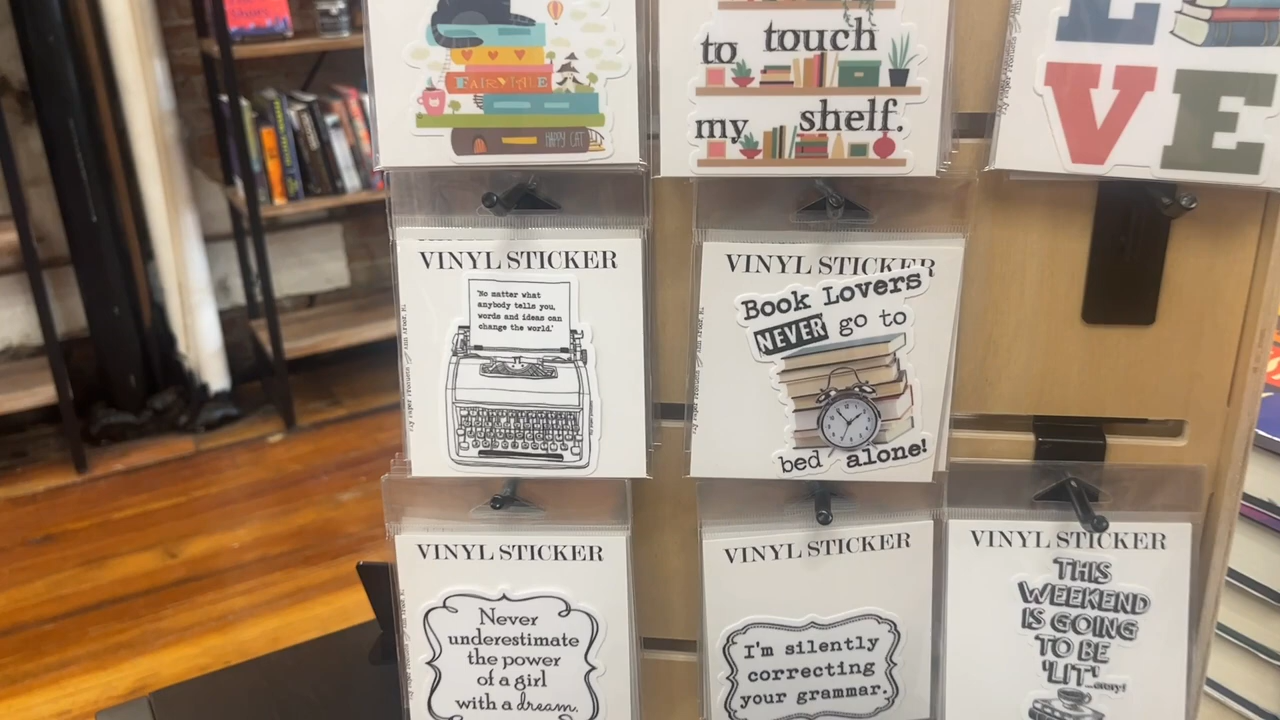 FAIRYTALE
HAPPY CAT
to touch
my shelf.
L
VE
VINYL STICKER
"No matter what
anybody tells you,
words and ideas can
change the world."
VINYL STICKER
Book Lovers
NEVER go to
bed alone!
VINYL STICKER
Never
underestimate
the power
of a girl
with a dream.
VINYL STICKER
I'm silently
correcting
your grammar.
VINYL STICKER
THIS
WEEKEND
IS GOING
TO BE
'LIT'
...erary!